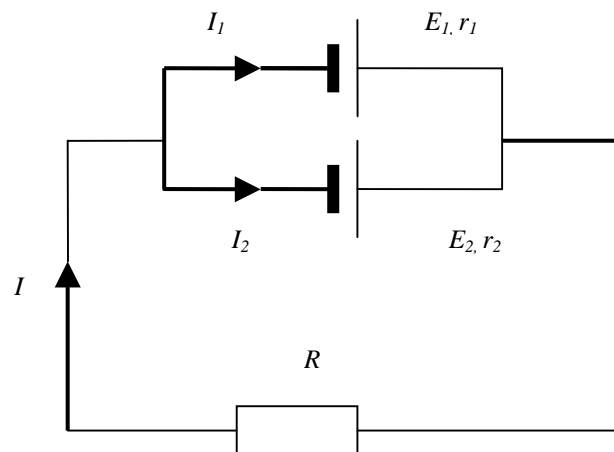 I₁ E₁, r₁
I₂ E₂, r₂
I
R